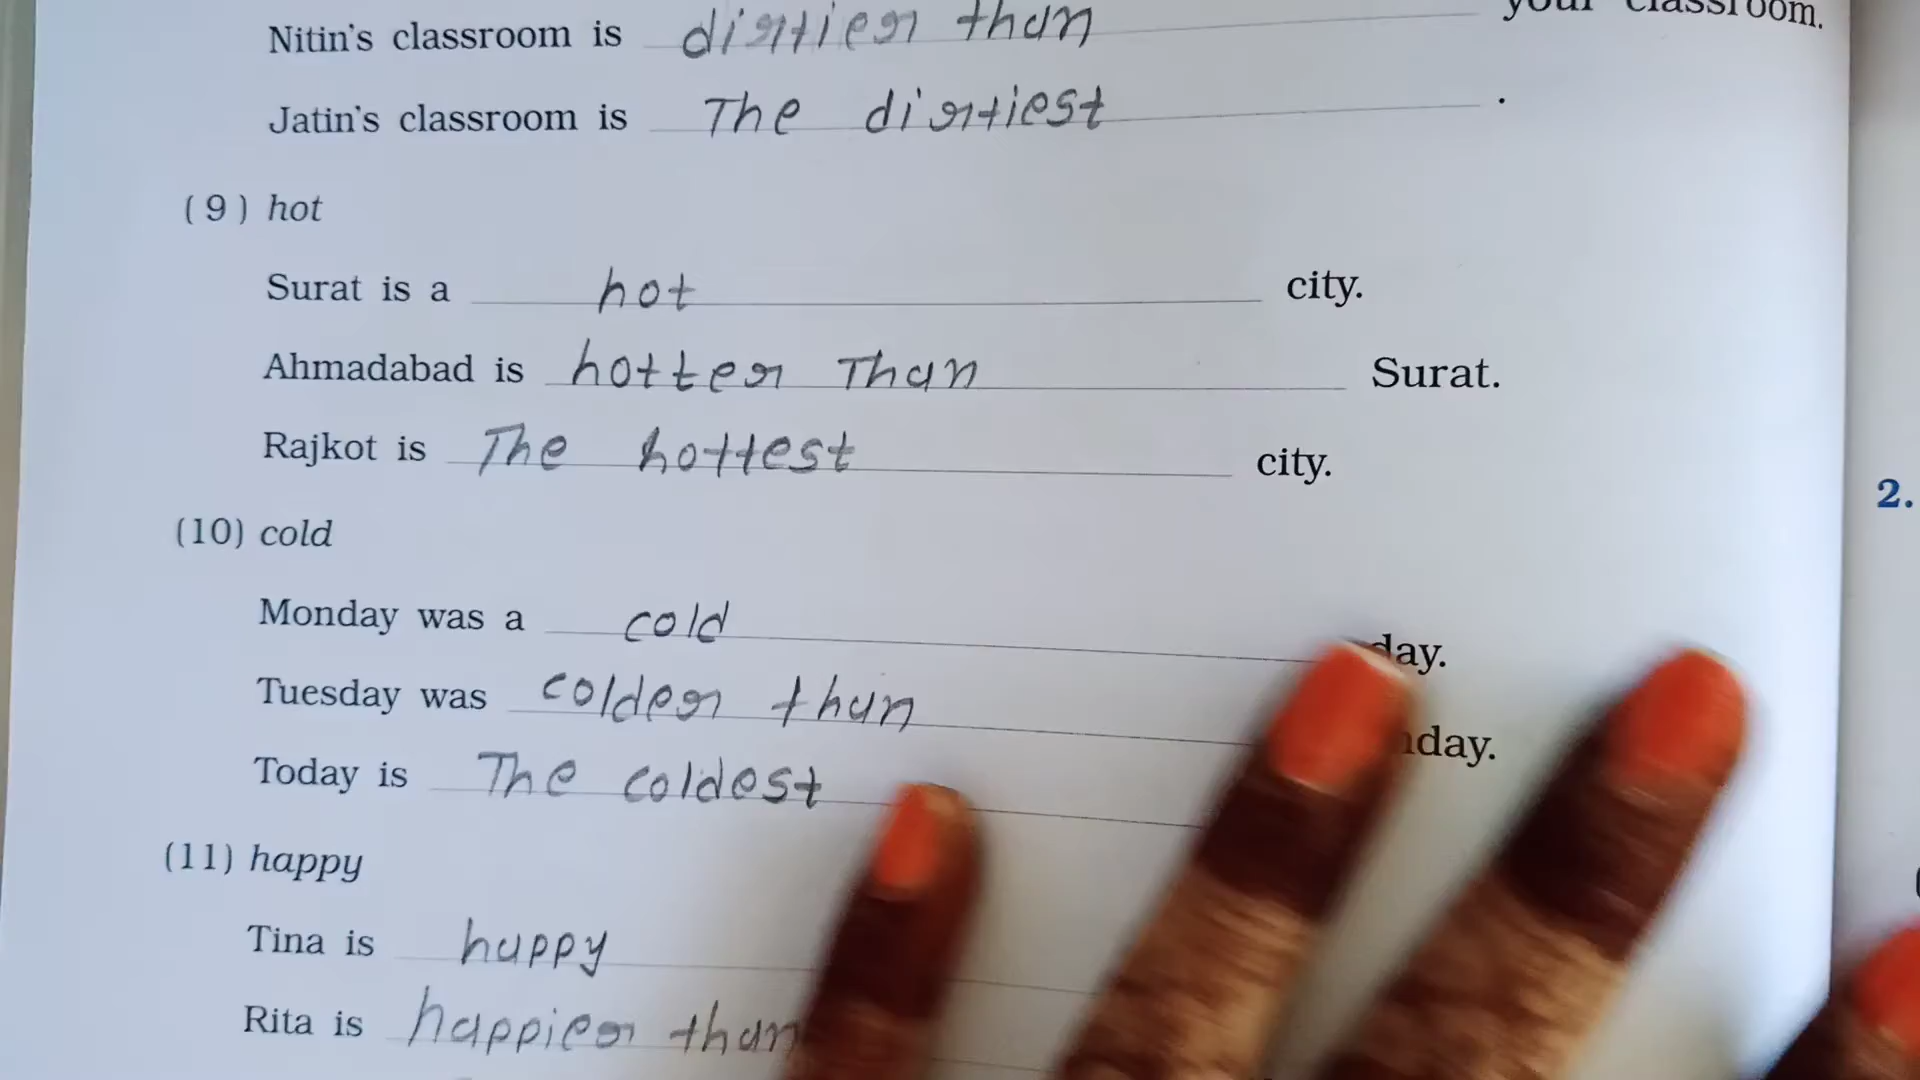 Nitin's classroom is dirtier than your classroom.
Jatin's classroom is The dirtiest .
(9) hot
Surat is a hot city.
Ahmadabad is hotter Than Surat.
Rajkot is The hottest city.
(10) cold
Monday was a cold day.
Tuesday was colder than
Today is The coldest
(11) happy
Tina is happy
Rita is happier than
2.